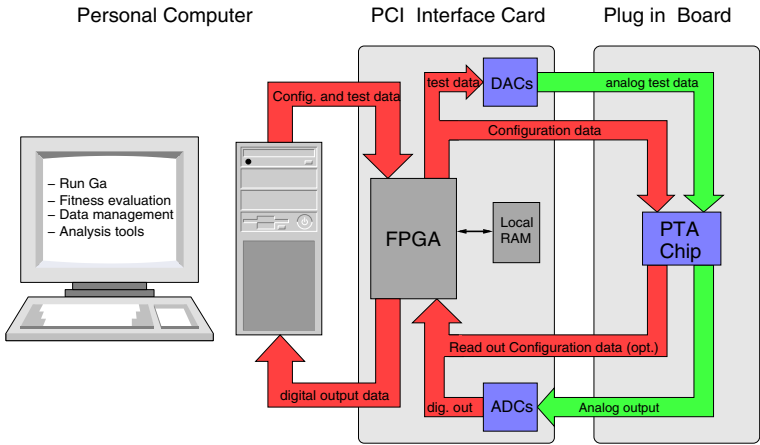 Personal Computer
PCI Interface Card
Plug in Board
Config. and test data
test data
DACs
analog test data
Configuration data
– Run Ga
– Fitness evaluation
– Data management
– Analysis tools
FPGA
Local
RAM
PTA
Chip
Read out Configuration data (opt.)
digital output data
dig. out
ADCs
Analog output